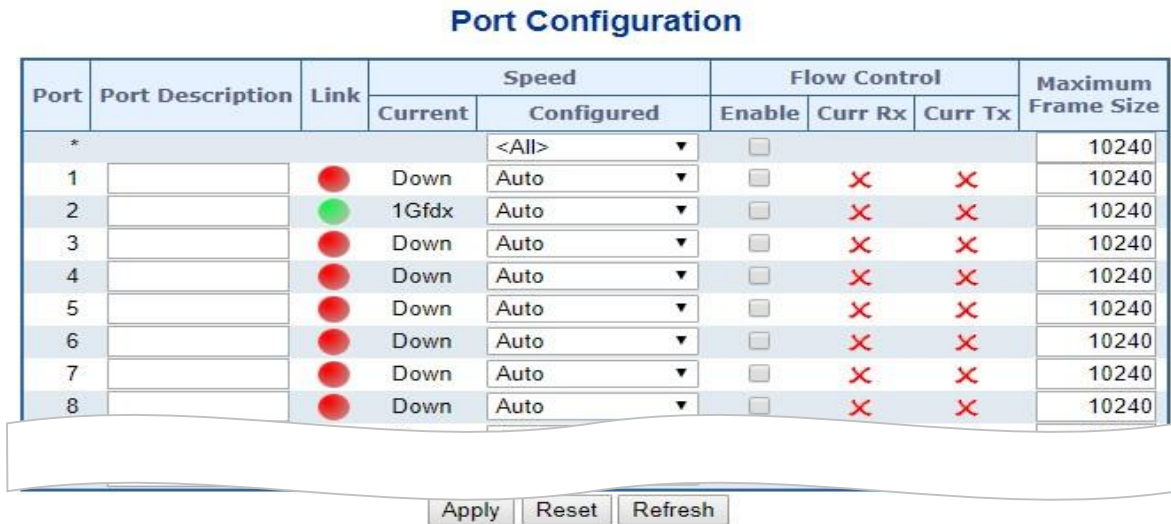 Port Configuration
Port Port Description Link Speed Flow Control Maximum Frame Size
Current Configured Enable Curr Rx Curr Tx
* <All> 10240
1 Down Auto 10240
2 1Gfdx Auto 10240
3 Down Auto 10240
4 Down Auto 10240
5 Down Auto 10240
6 Down Auto 10240
7 Down Auto 10240
8 Down Auto 10240
Apply Reset Refresh